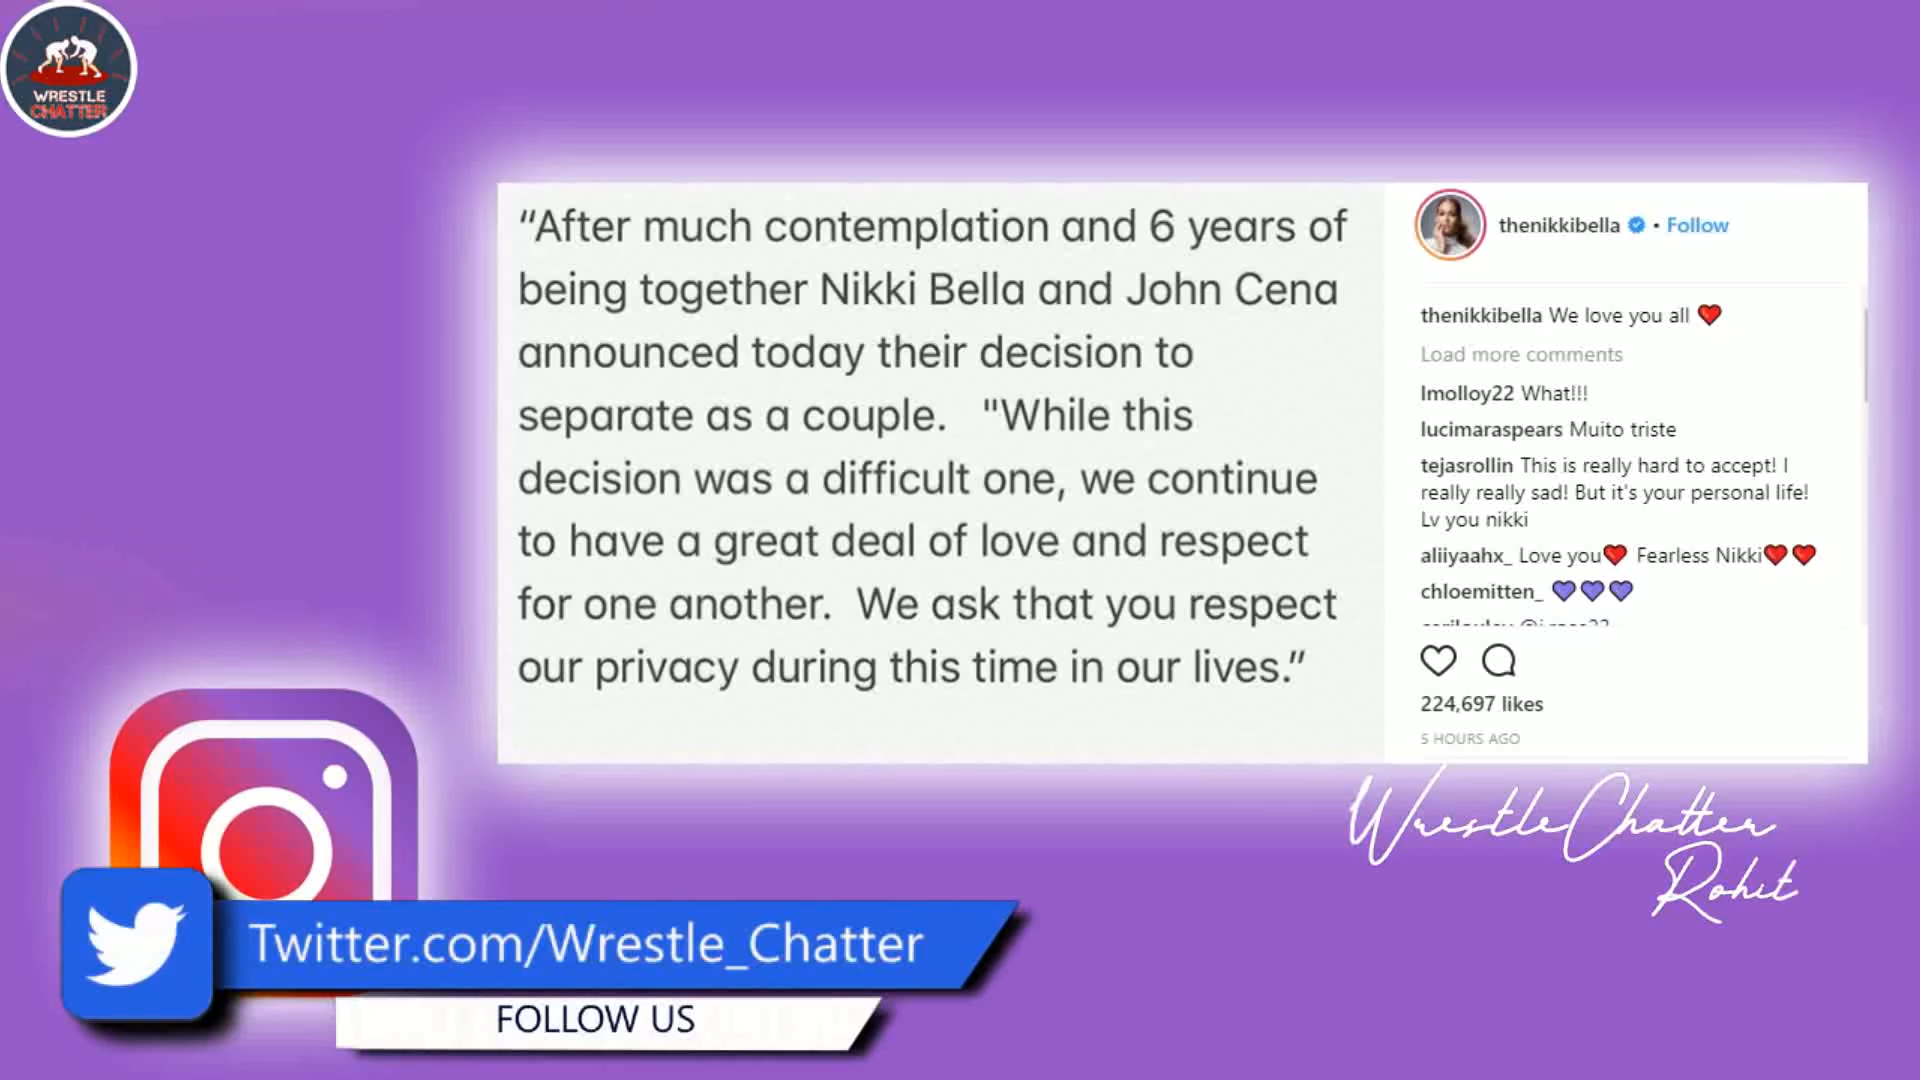 WRESTLE
CHATTER
“After much contemplation and 6 years of
being together Nikki Bella and John Cena
announced today their decision to
separate as a couple.   "While this
decision was a difficult one, we continue
to have a great deal of love and respect
for one another.  We ask that you respect
our privacy during this time in our lives.”
thenikkibella • Follow
thenikkibella We love you all ❤
Load more comments
lmolloy22 What!!!
lucimaraspears Muito triste
tejasrollin This is really hard to accept! I
really really sad! But it's your personal life!
Lv you nikki
aliiyaahx_ Love you❤ Fearless Nikki❤❤
chloemitten_ 💜💜💜
224,697 likes
5 HOURS AGO
WrestleChatter
Rohit
Twitter.com/Wrestle_Chatter
FOLLOW US